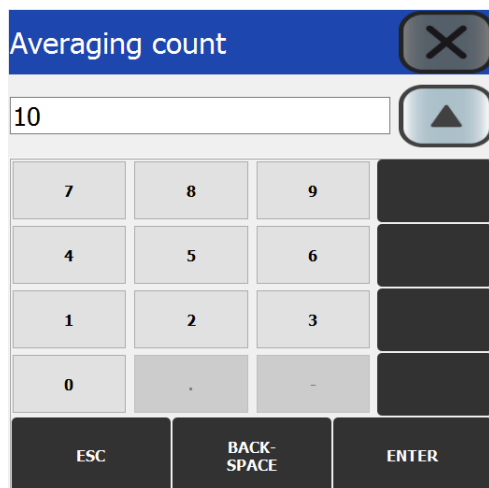 Averaging count
10
7 8 9
4 5 6
1 2 3
0 . -
ESC BACK-
SPACE ENTER